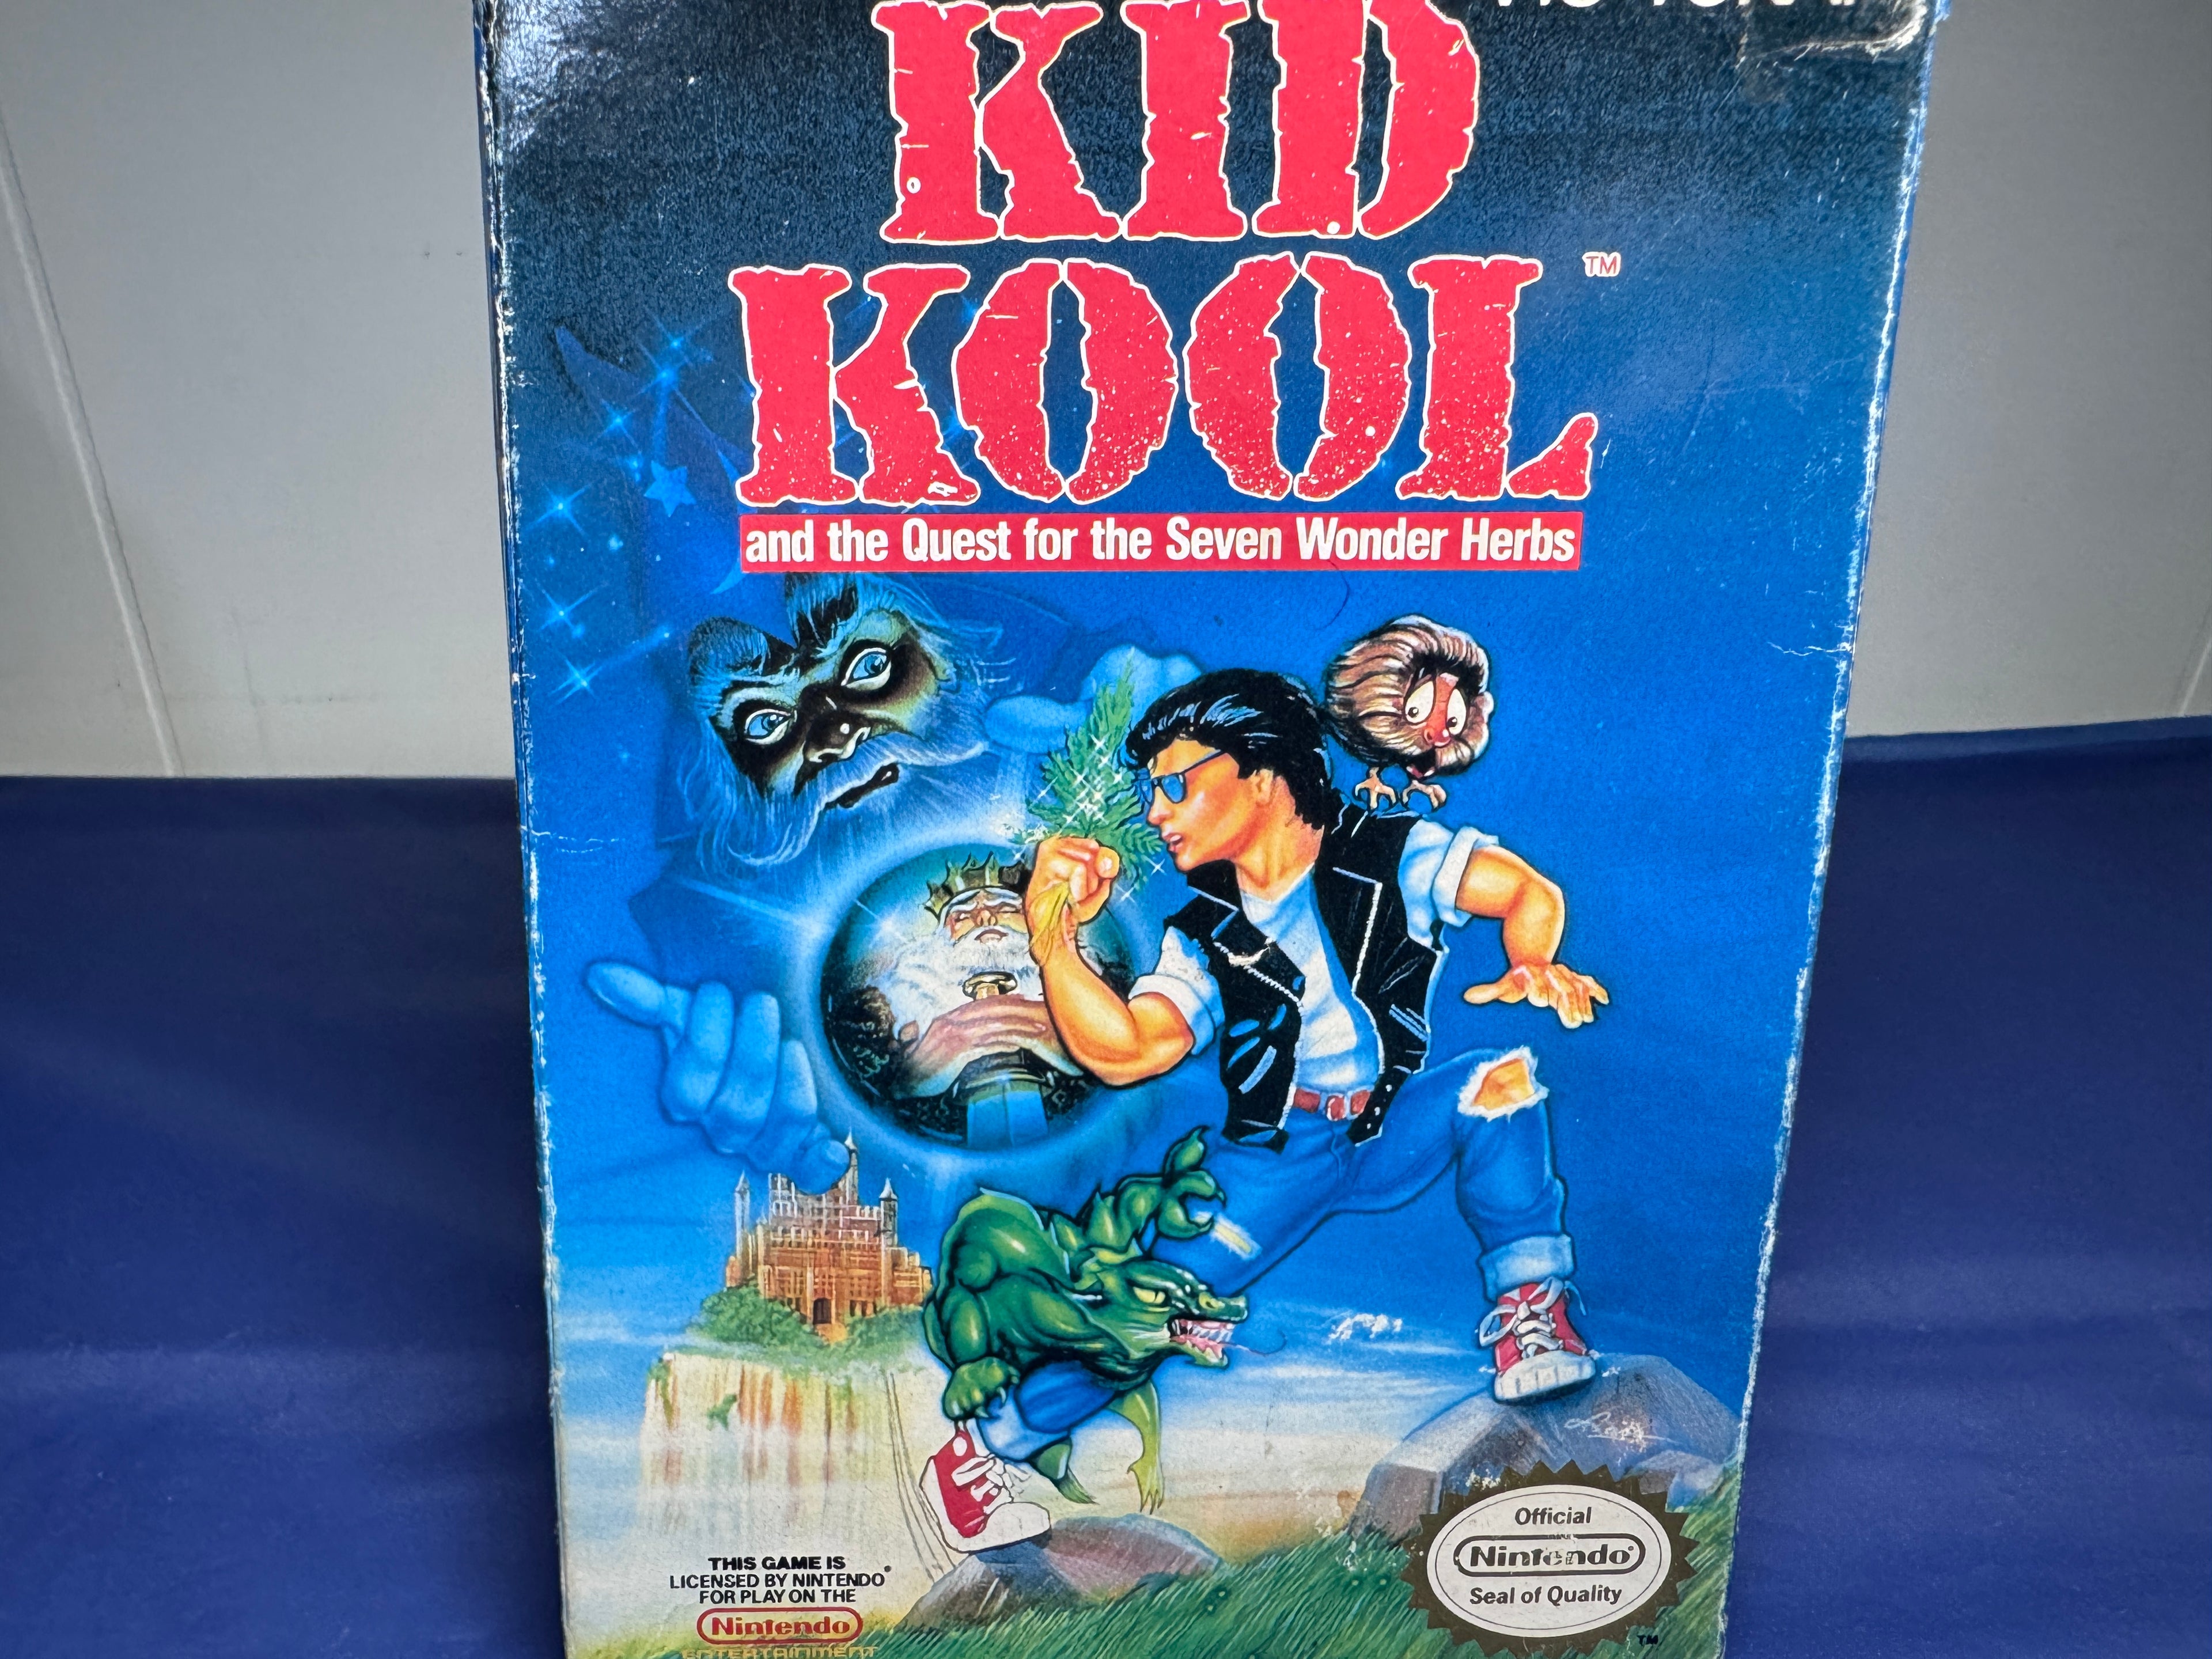 KID
KOOL™
and the Quest for the Seven Wonder Herbs
THIS GAME IS
LICENSED BY NINTENDO®
FOR PLAY ON THE
Nintendo
ENTERTAINMENT
Official
Nintendo®
Seal of Quality
TM